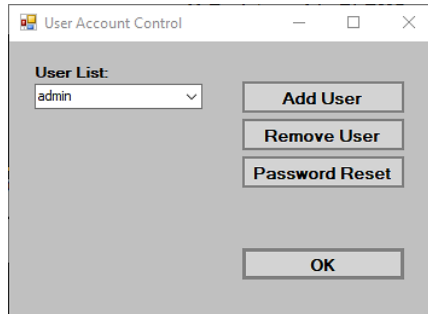 User Account Control
User List:
admin
Add User
Remove User
Password Reset
OK